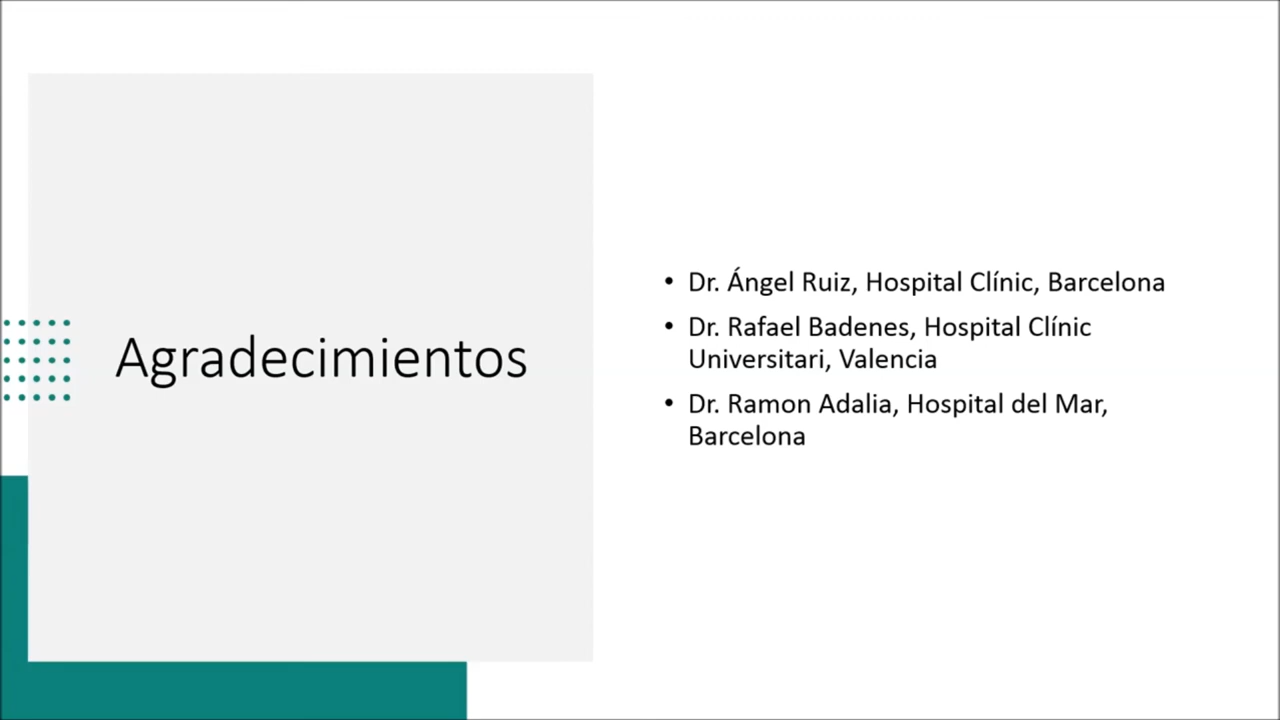 Agradecimientos
• Dr. Ángel Ruiz, Hospital Clínic, Barcelona
• Dr. Rafael Badenes, Hospital Clínic
Universitari, Valencia
• Dr. Ramon Adalia, Hospital del Mar,
Barcelona